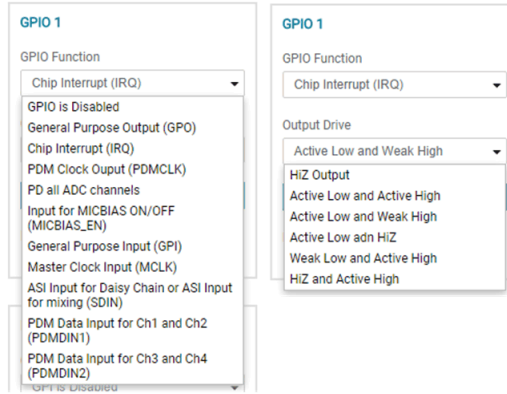 GPIO 1
GPIO Function
Chip Interrupt (IRQ)
GPIO is Disabled
General Purpose Output (GPO)
Chip Interrupt (IRQ)
PDM Clock Ouput (PDMCLK)
PD all ADC channels
Input for MICBIAS ON/OFF
(MICBIAS_EN)
General Purpose Input (GPI)
Master Clock Input (MCLK)
ASI Input for Daisy Chain or ASI Input
for mixing (SDIN)
PDM Data Input for Ch1 and Ch2
(PDMDIN1)
PDM Data Input for Ch3 and Ch4
(PDMDIN2)
GPI is Disabled
GPIO 1
GPIO Function
Chip Interrupt (IRQ)
Output Drive
Active Low and Weak High
HiZ Output
Active Low and Active High
Active Low and Weak High
Active Low adn HiZ
Weak Low and Active High
HiZ and Active High